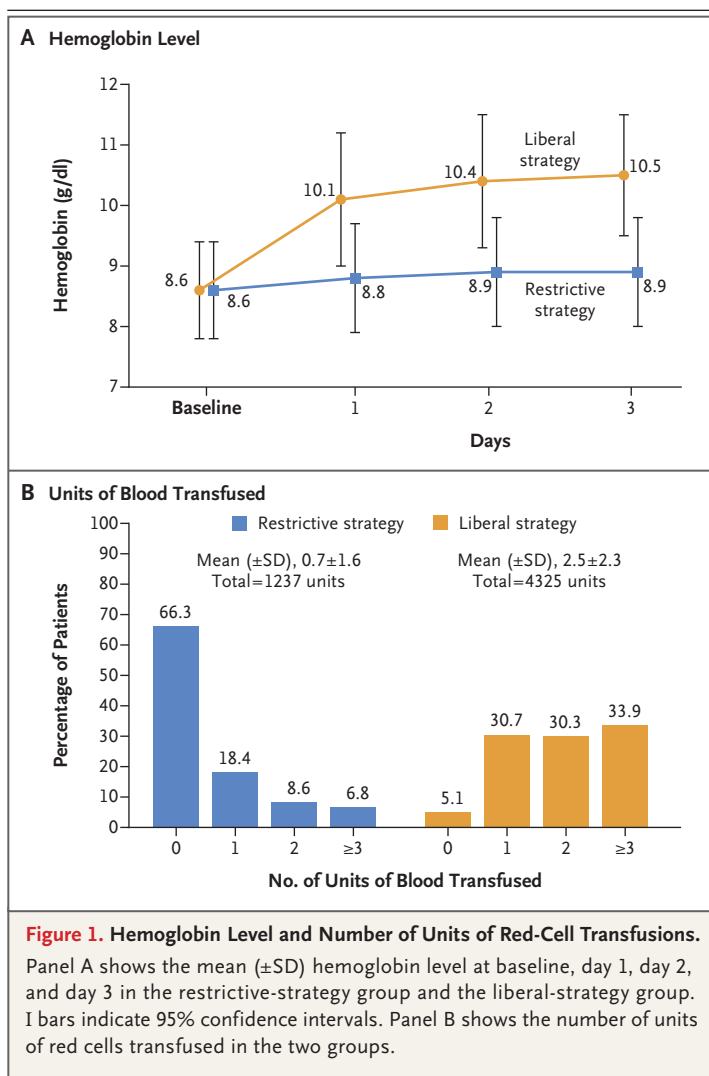 A Hemoglobin Level
Hemoglobin (g/dl)
12
11
10
9
8
7
8.6
8.6
10.1
8.8
10.4
8.9
10.5
8.9
Liberal
strategy
Restrictive
strategy
Baseline 1 2 3
Days
B Units of Blood Transfused
Percentage of Patients
100
90
80
70
60
50
40
30
20
10
0
Restrictive strategy Liberal strategy
Mean (±SD), 0.7±1.6
Total=1237 units
Mean (±SD), 2.5±2.3
Total=4325 units
66.3
18.4
8.6
6.8
5.1
30.7
30.3
33.9
0 1 2 ≥3 0 1 2 ≥3
No. of Units of Blood Transfused
Figure 1. Hemoglobin Level and Number of Units of Red-Cell Transfusions.
Panel A shows the mean (±SD) hemoglobin level at baseline, day 1, day 2,
and day 3 in the restrictive-strategy group and the liberal-strategy group.
I bars indicate 95% confidence intervals. Panel B shows the number of units
of red cells transfused in the two groups.